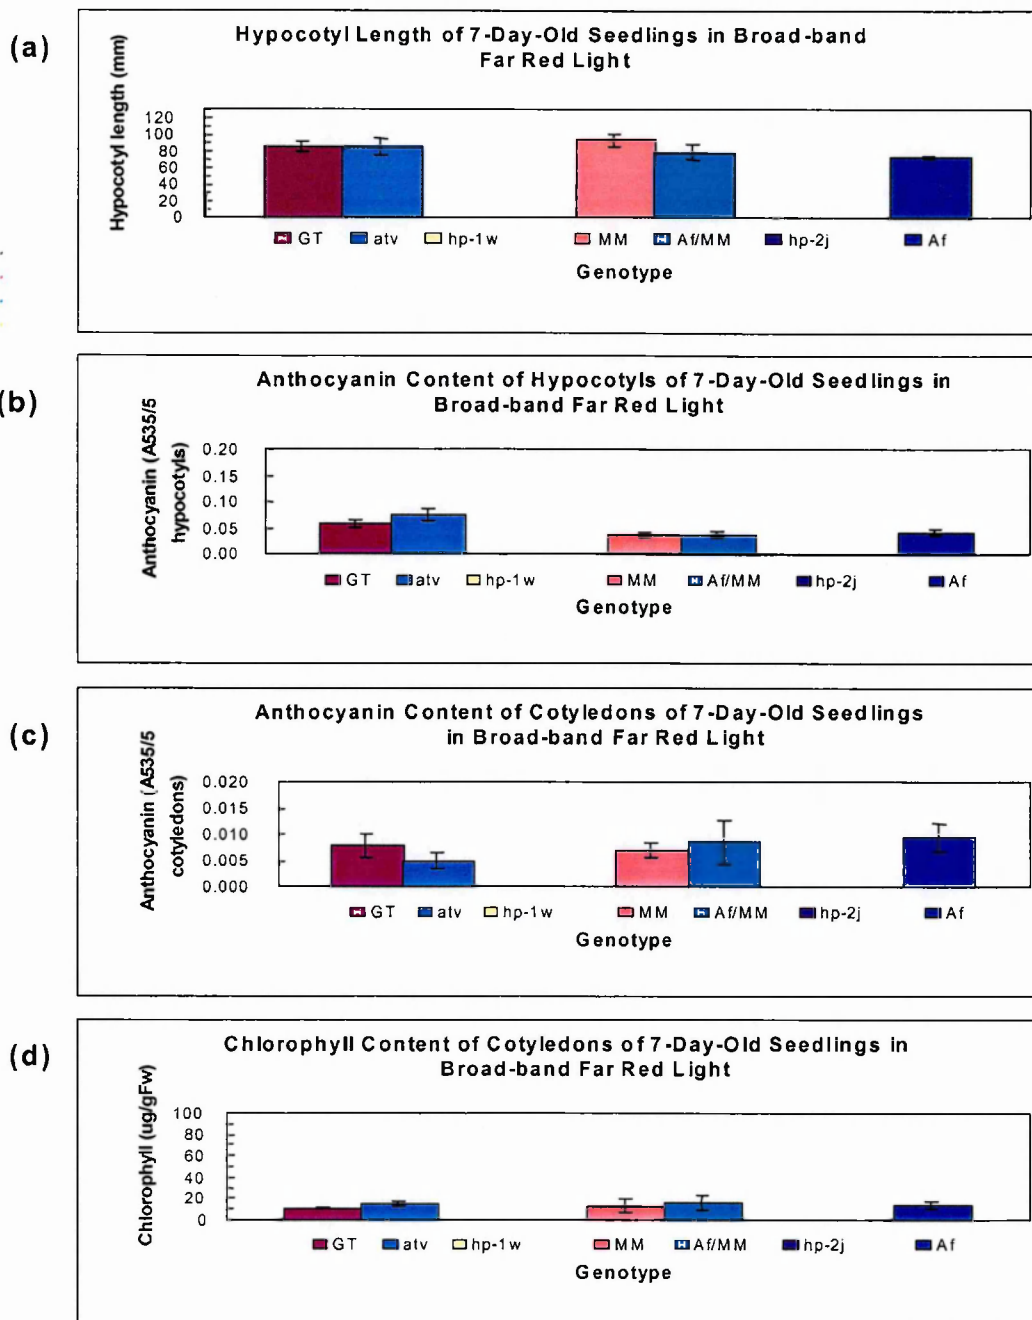 (a)
Hypocotyl Length of 7-Day-Old Seedlings in Broad-band
Far Red Light
Hypocotyl length (mm)
120
100
80
60
40
20
0
GT atv hp-1w MM Af/MM hp-2j Af
Genotype
(b)
Anthocyanin Content of Hypocotyls of 7-Day-Old Seedlings in
Broad-band Far Red Light
Anthocyanin (A535/5
hypocotyls)
0.20
0.15
0.10
0.05
0.00
GT atv hp-1w MM Af/MM hp-2j Af
Genotype
(c)
Anthocyanin Content of Cotyledons of 7-Day-Old Seedlings
in Broad-band Far Red Light
Anthocyanin (A535/5
cotyledons)
0.020
0.015
0.010
0.005
0.000
GT atv hp-1w MM Af/MM hp-2j Af
Genotype
(d)
Chlorophyll Content of Cotyledons of 7-Day-Old Seedlings in
Broad-band Far Red Light
Chlorophyll (ug/gFw)
100
80
60
40
20
0
GT atv hp-1w MM Af/MM hp-2j Af
Genotype